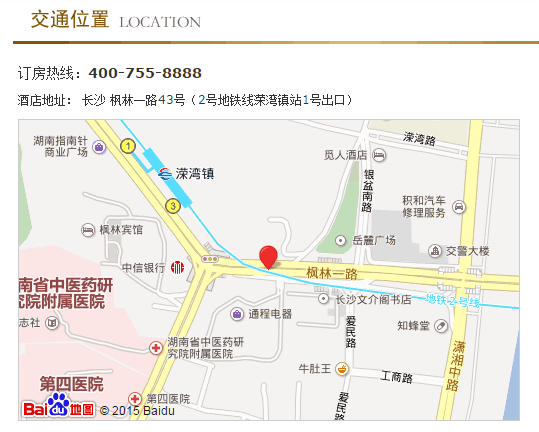 交通位置 LOCATION
订房热线：400-755-8888
酒店地址： 长沙 枫林一路43号（2号地铁线荣湾镇站1号出口）
溁湾路
湖南指南针
商业广场
1
觅人酒店
溁湾镇
银盆南路
积和汽车
修理服务
3
枫林宾馆
岳麓广场
交警大楼
中信银行
枫林一路
南省中医药研
究院附属医院
长沙文介阁书店
地铁2号线
志社
通程电器
爱民路
知蜂堂
湖南省中医药研
究院附属医院
潇湘中路
牛肚王
工商路
第四医院
第四医院
爱民路
Bai du 地图 © 2015 Baidu